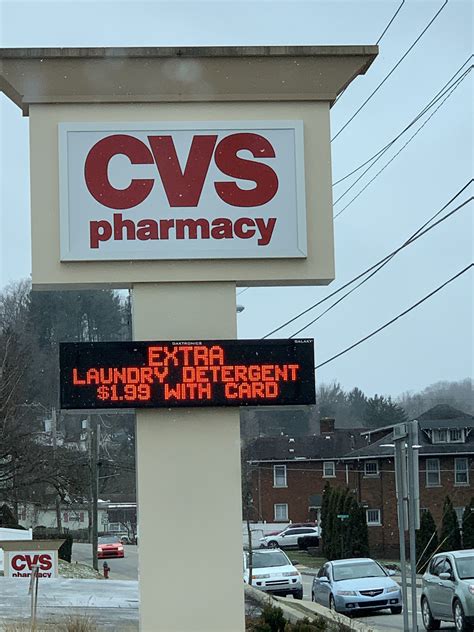 CVS
pharmacy
DAKTRONICS GALAXY
EXTRA
LAUNDRY DETERGENT
$1.99 WITH CARD
CVS
pharmacy